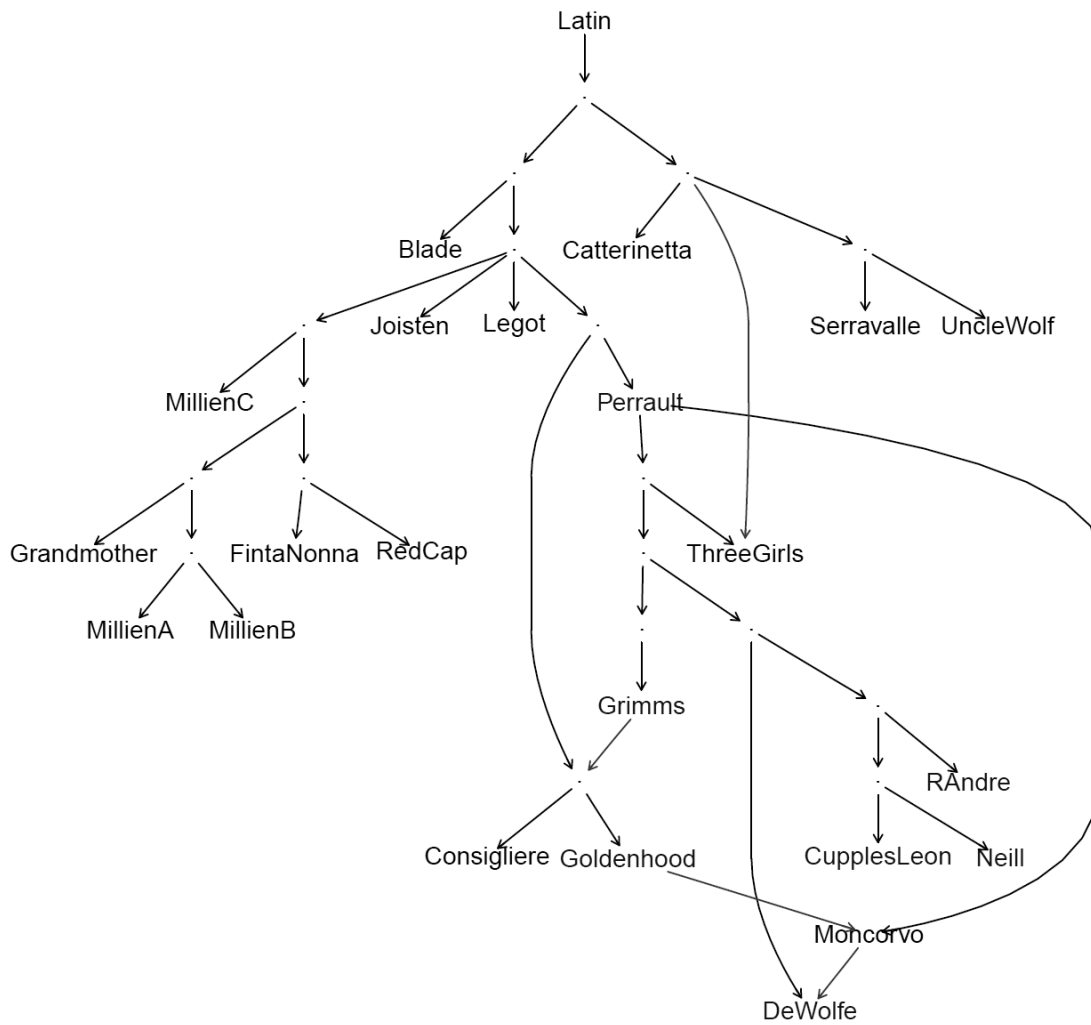 Latin
Blade
Catterinetta
Joisten
Legot
Serravalle
UncleWolf
MillienC
Perrault
Grandmother
FintaNonna
RedCap
ThreeGirls
MillienA
MillienB
Grimms
RAndre
Consigliere
Goldenhood
CupplesLeon
Neill
Moncorvo
DeWolfe